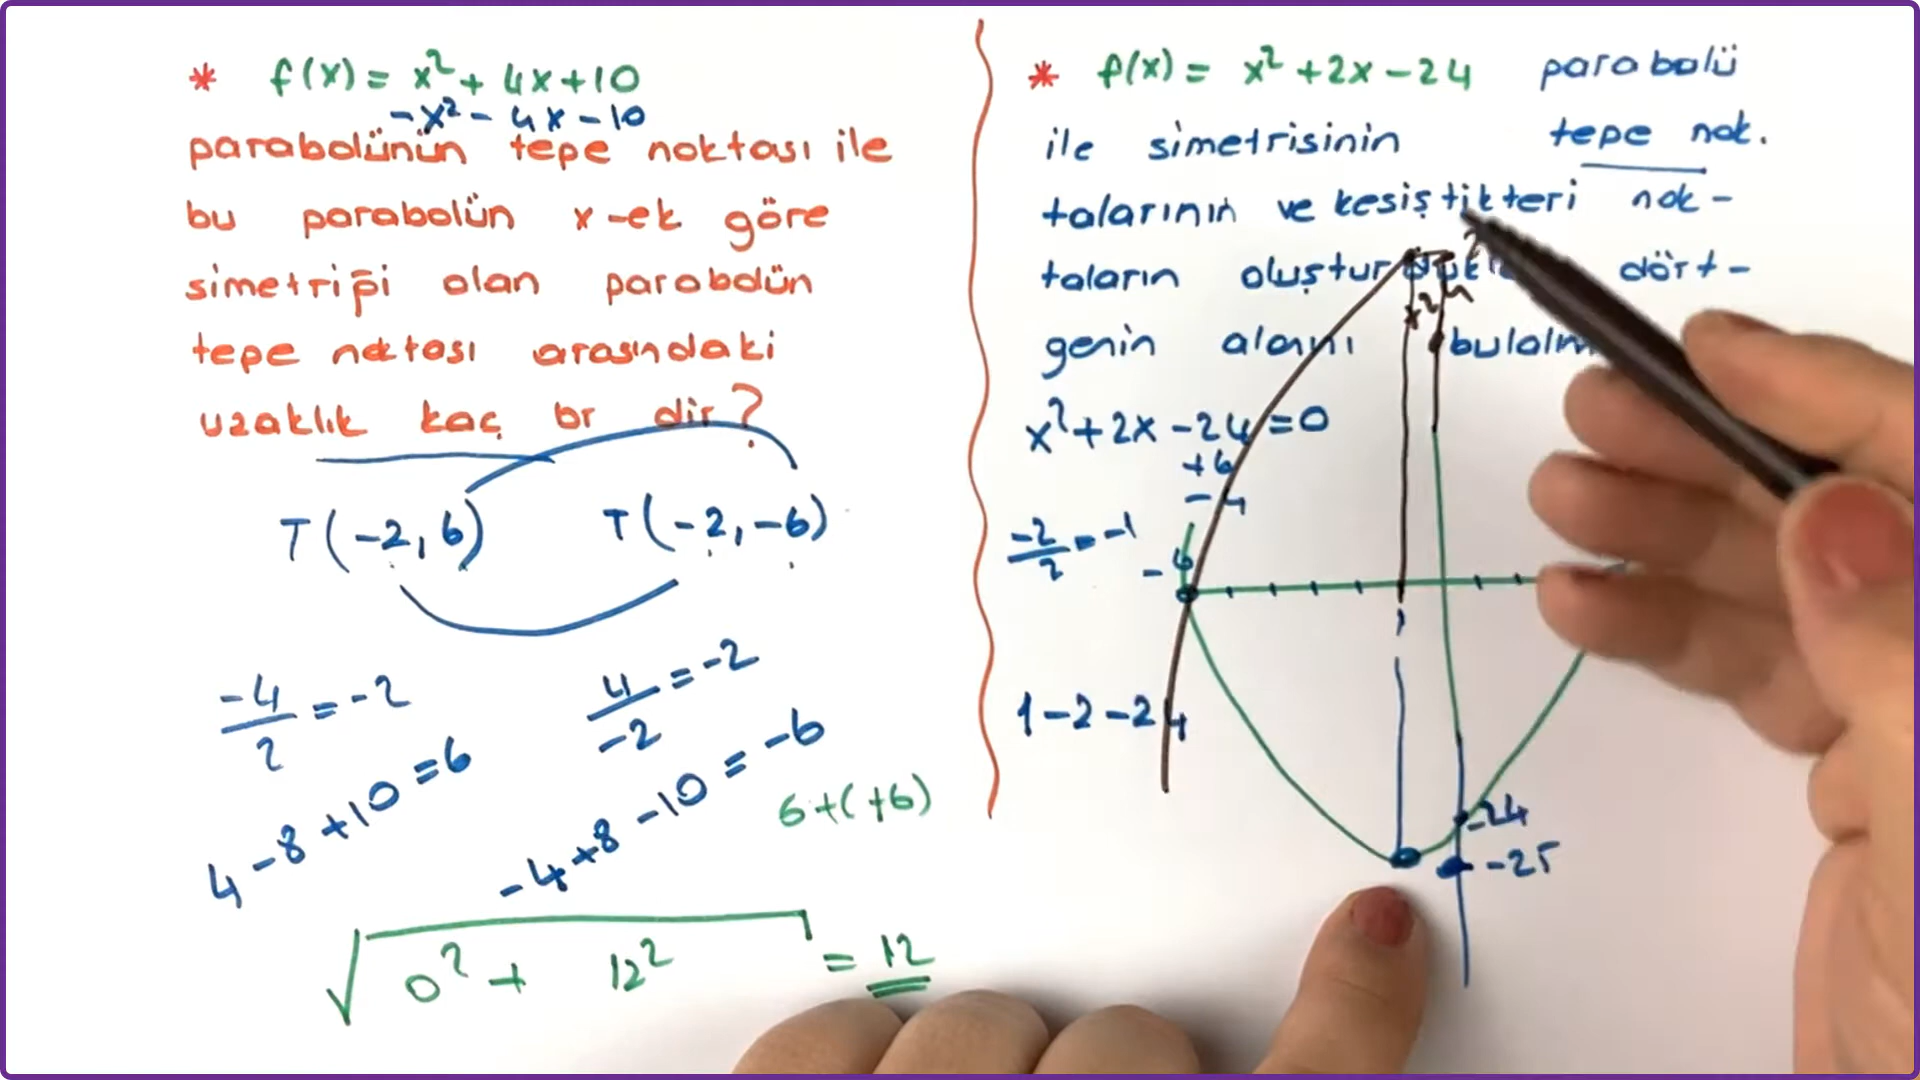 * f(x) = x² + 4x + 10
-x² - 4x - 10
parabolünün tepe noktası ile
bu parabolün x-ek göre
simetriği olan parabolün
tepe noktası arasındaki
uzaklık kaç br dir?
T(-2, 6) T(-2, -6)
-4/2 = -2
4/-2 = -2
4 - 8 + 10 = 6
-4 + 8 - 10 = -6
6 + (+6)
√(0² + 12²) = 12
* f(x) = x² + 2x - 24 parabolü
ile simetrisinin tepe nok.
talarının ve kesiştikleri nok-
taların dört-
genin alanı
x² + 2x - 24 = 0
+6
-4
-2/2 = -1
-6
1 - 2 - 24
-24
-25